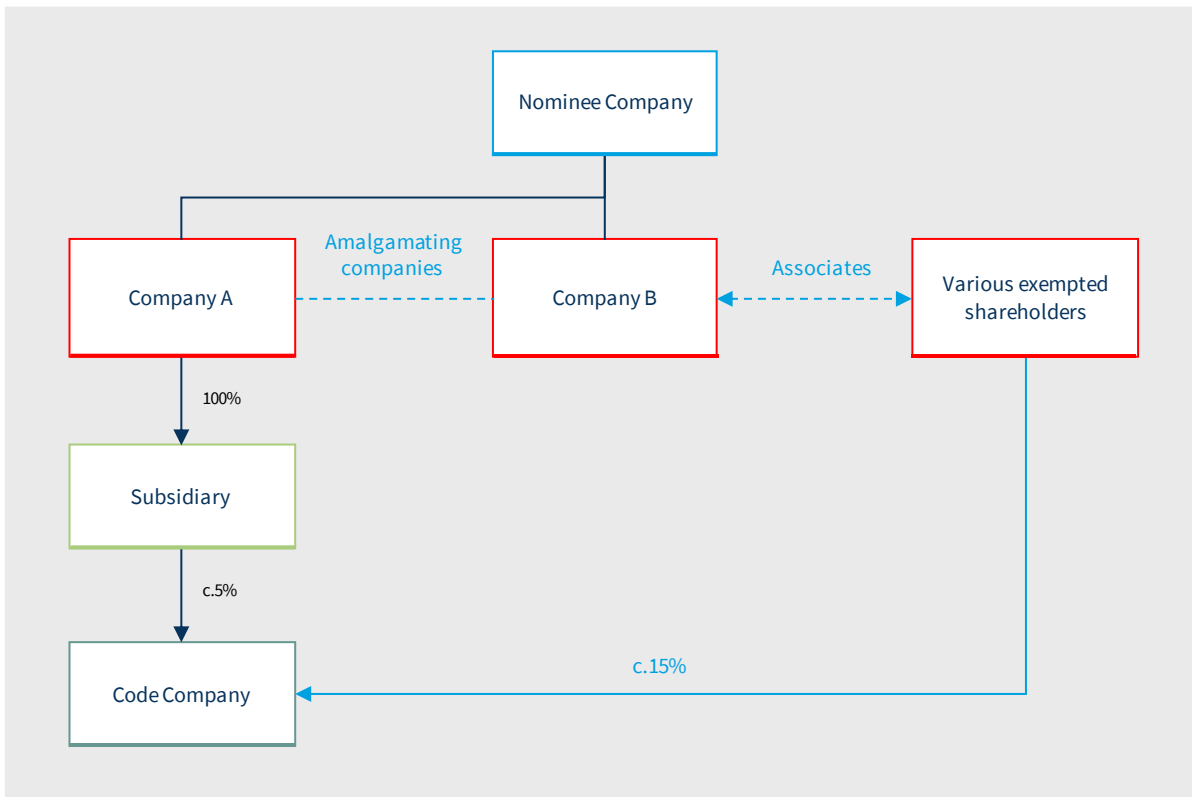 Nominee Company
Amalgamating
companies
Associates
Company A
Company B
Various exempted
shareholders
100%
Subsidiary
c.5%
c.15%
Code Company